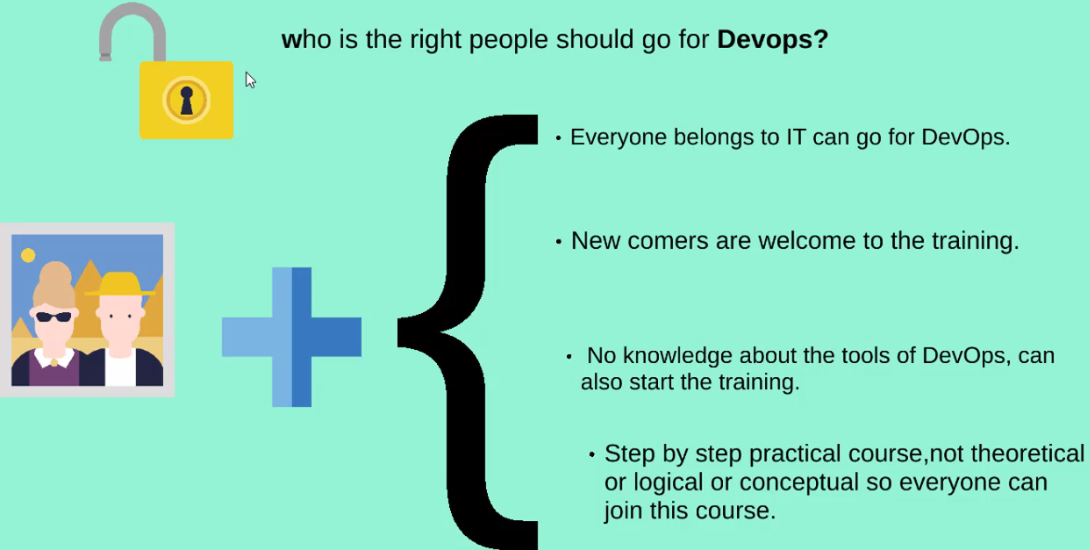 who is the right people should go for Devops?
• Everyone belongs to IT can go for DevOps.
• New comers are welcome to the training.
• No knowledge about the tools of DevOps, can
also start the training.
• Step by step practical course,not theoretical
or logical or conceptual so everyone can
join this course.